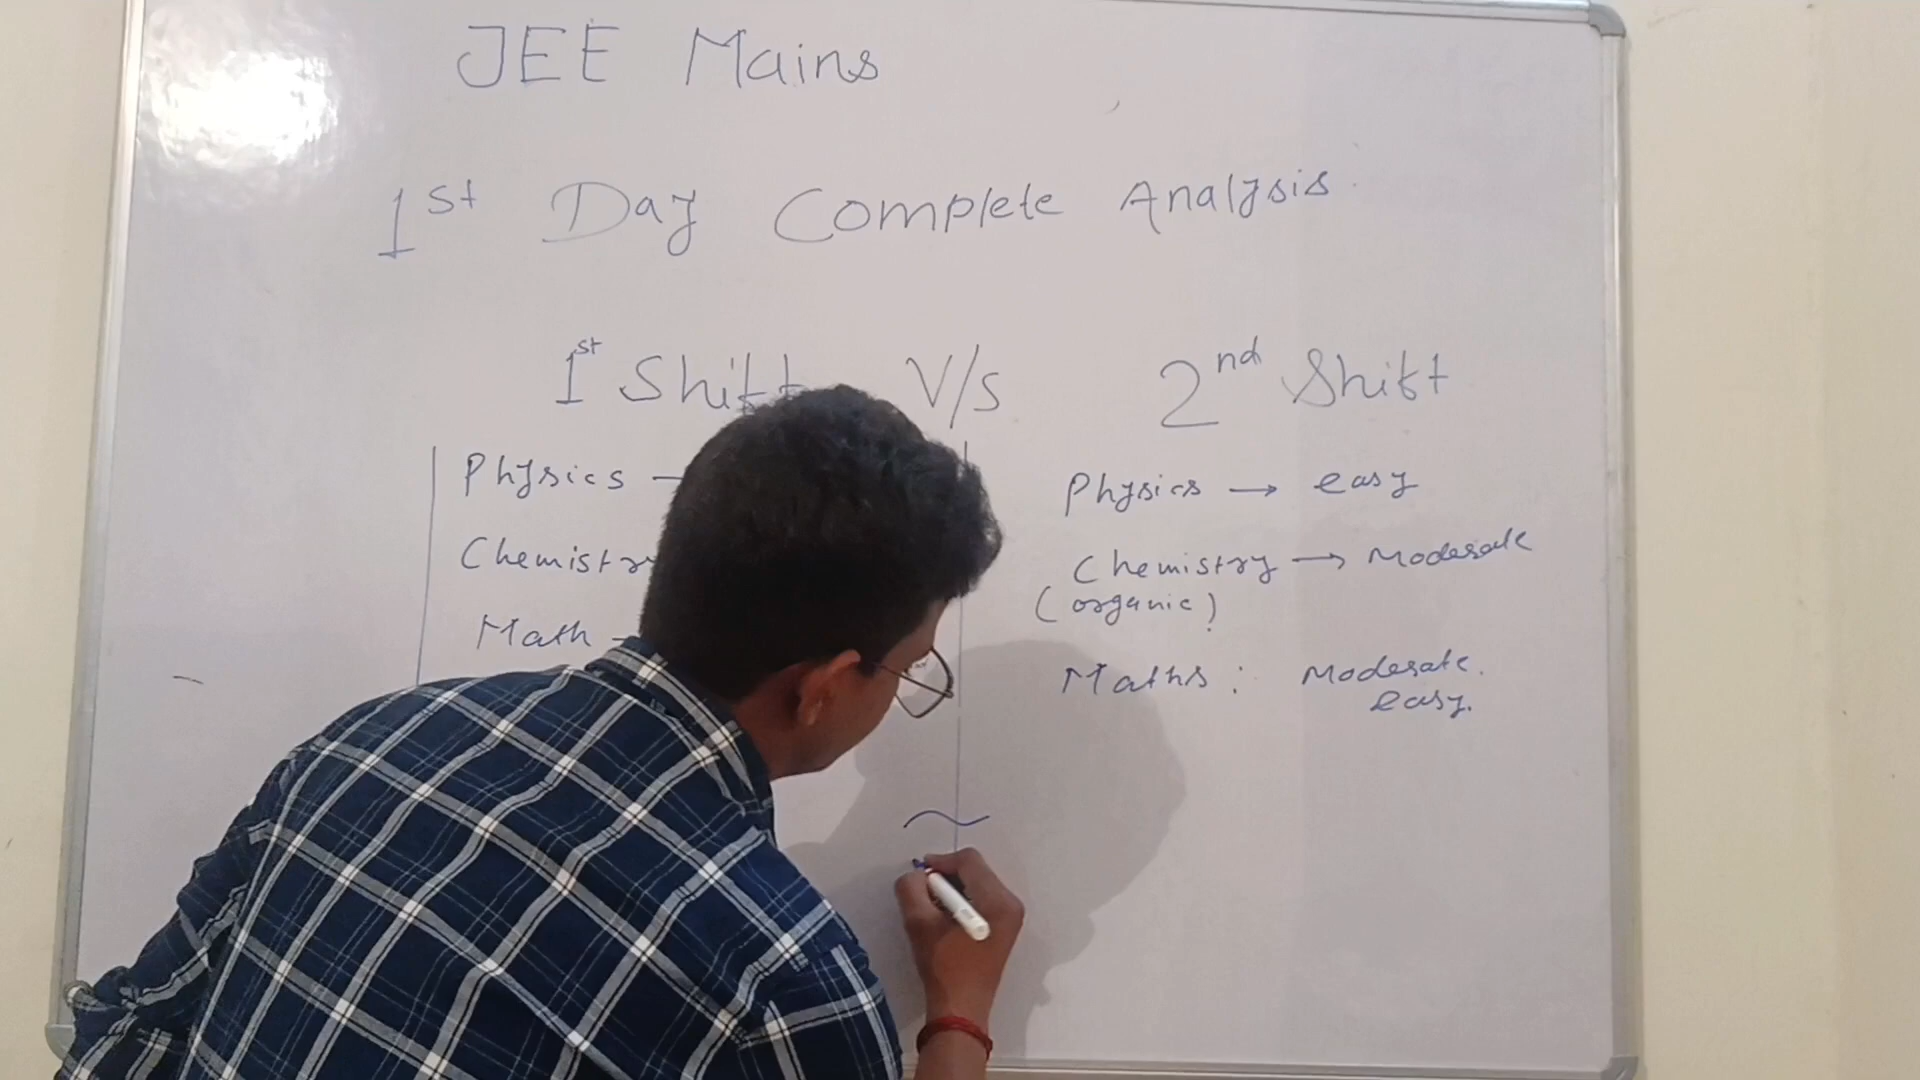 JEE Mains
1st Day Complete Analysis.
1st Shift V/s 2nd Shift
Physics →
Chemistry
Math -
Physics → easy
Chemistry → Moderate
(organic)
Maths : Moderate.
easy.